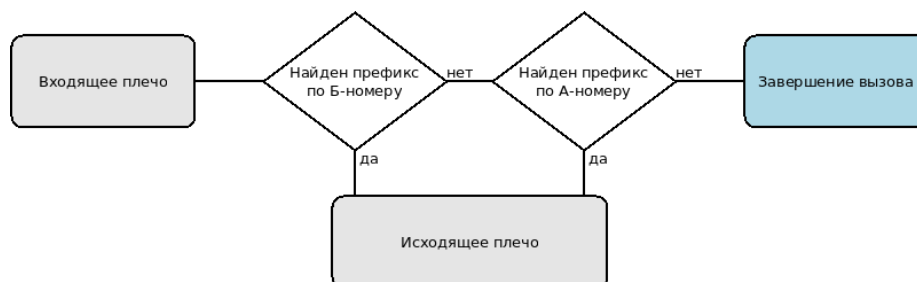 Входящее плечо
Найден префикс
по Б-номеру
нет
Найден префикс
по А-номеру
нет
Завершение вызова
да
да
Исходящее плечо